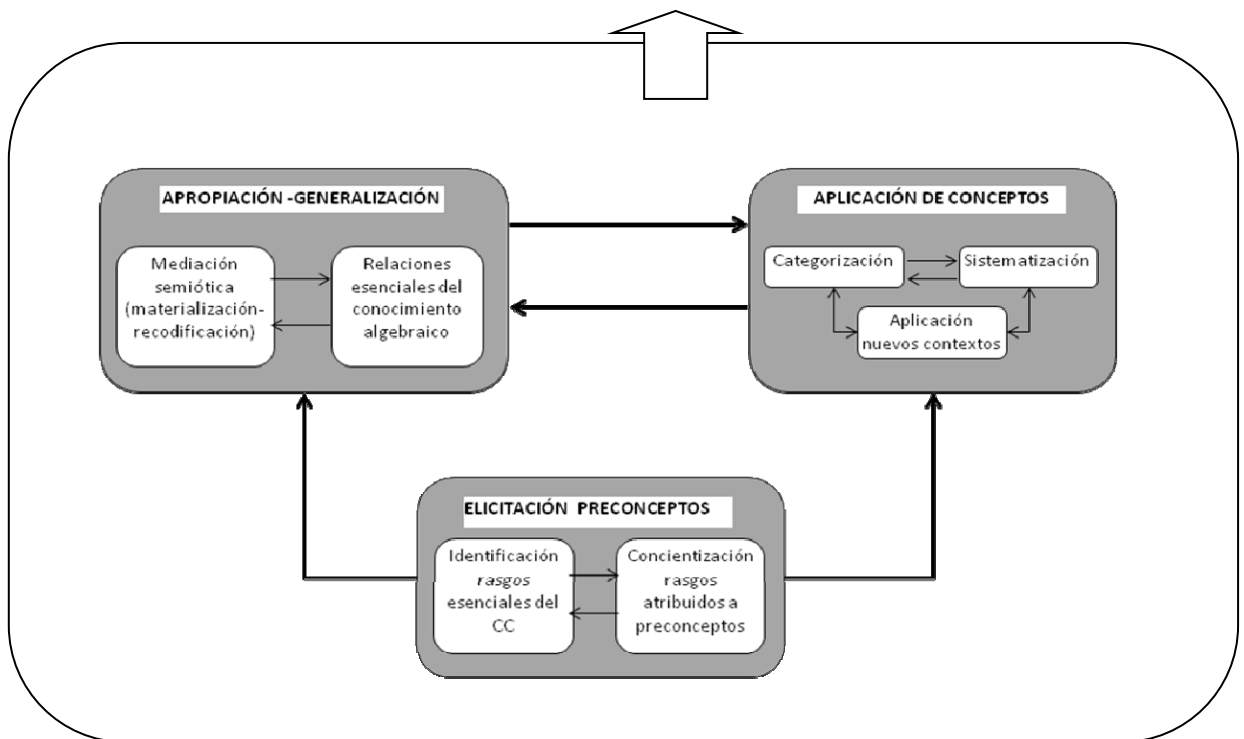 APROPIACIÓN -GENERALIZACIÓN
Mediación
semiótica
(materialización-
recodificación)
Relaciones
esenciales del
conocimiento
algebraico
APLICACIÓN DE CONCEPTOS
Categorización
Sistematización
Aplicación
nuevos contextos
ELICITACIÓN PRECONCEPTOS
Identificación
rasgos
esenciales del
CC
Concientización
rasgos
atribuidos a
preconceptos